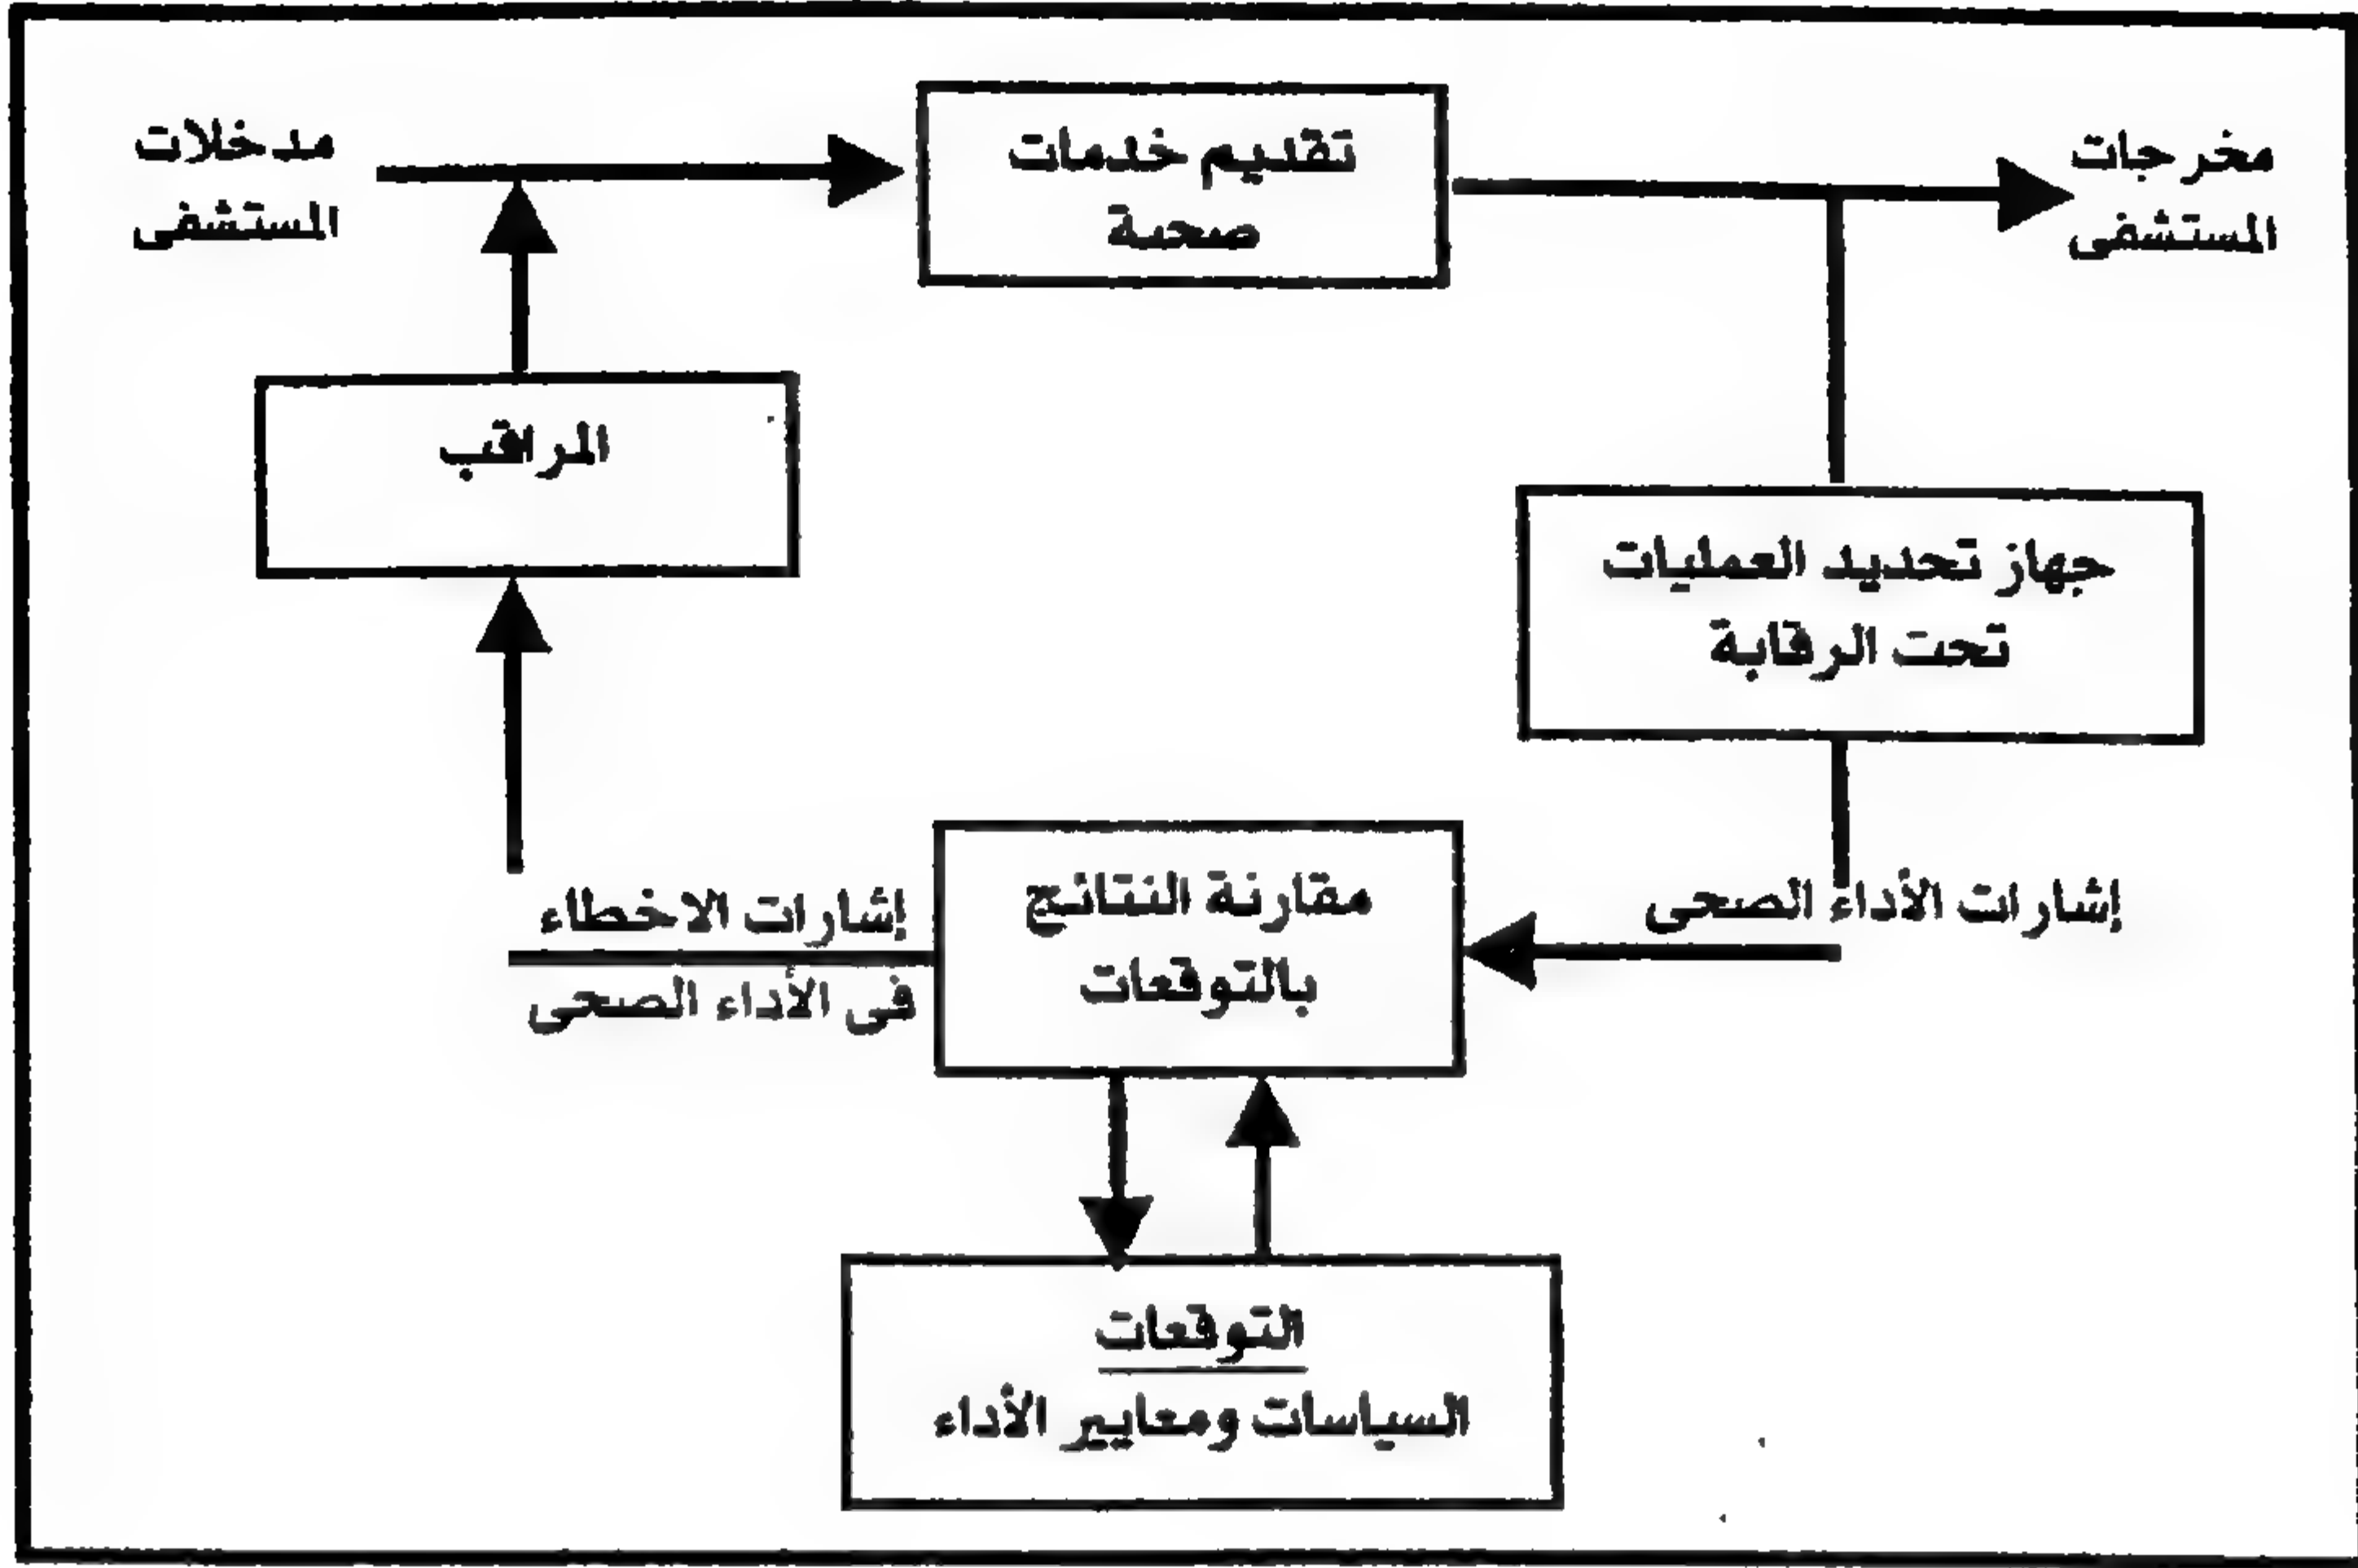 مدخلات
المستشفى
تقديم خدمات
صحية
مخرجات
المستشفى
المراقب
جهاز تحديد العمليات
تحت الرقابة
إشارات الأداء الصحى
مقارنة النتائج
بالتوقعات
إشارات الاخطاء
فى الأداء الصحى
التوقعات
السياسات ومعايير الأداء